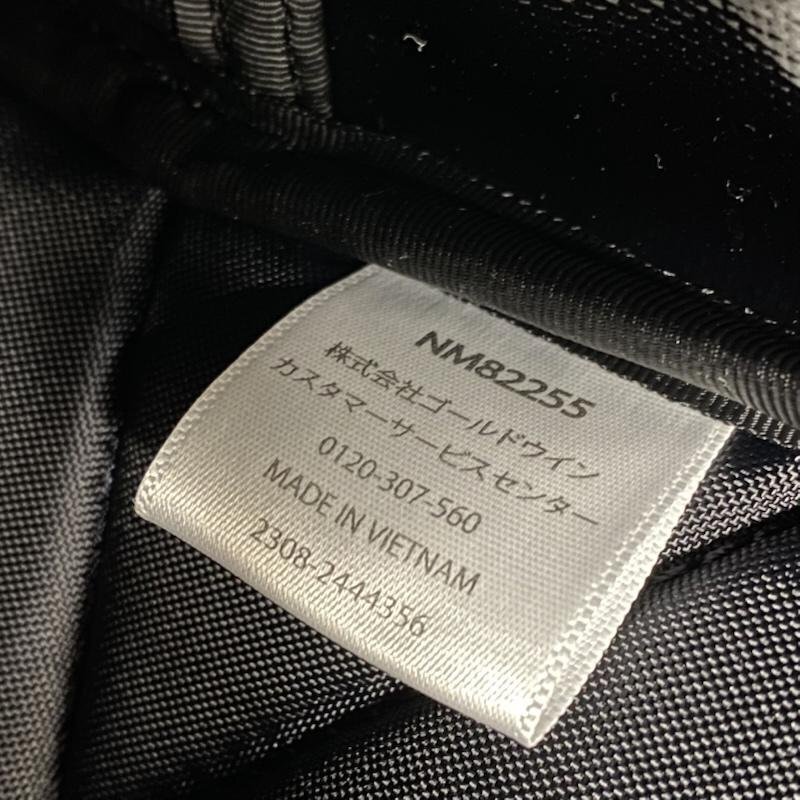 NM82255
株式会社ゴールドウイン
カスタマーサービスセンター
0120-307-560
MADE IN VIETNAM
2308-2444356